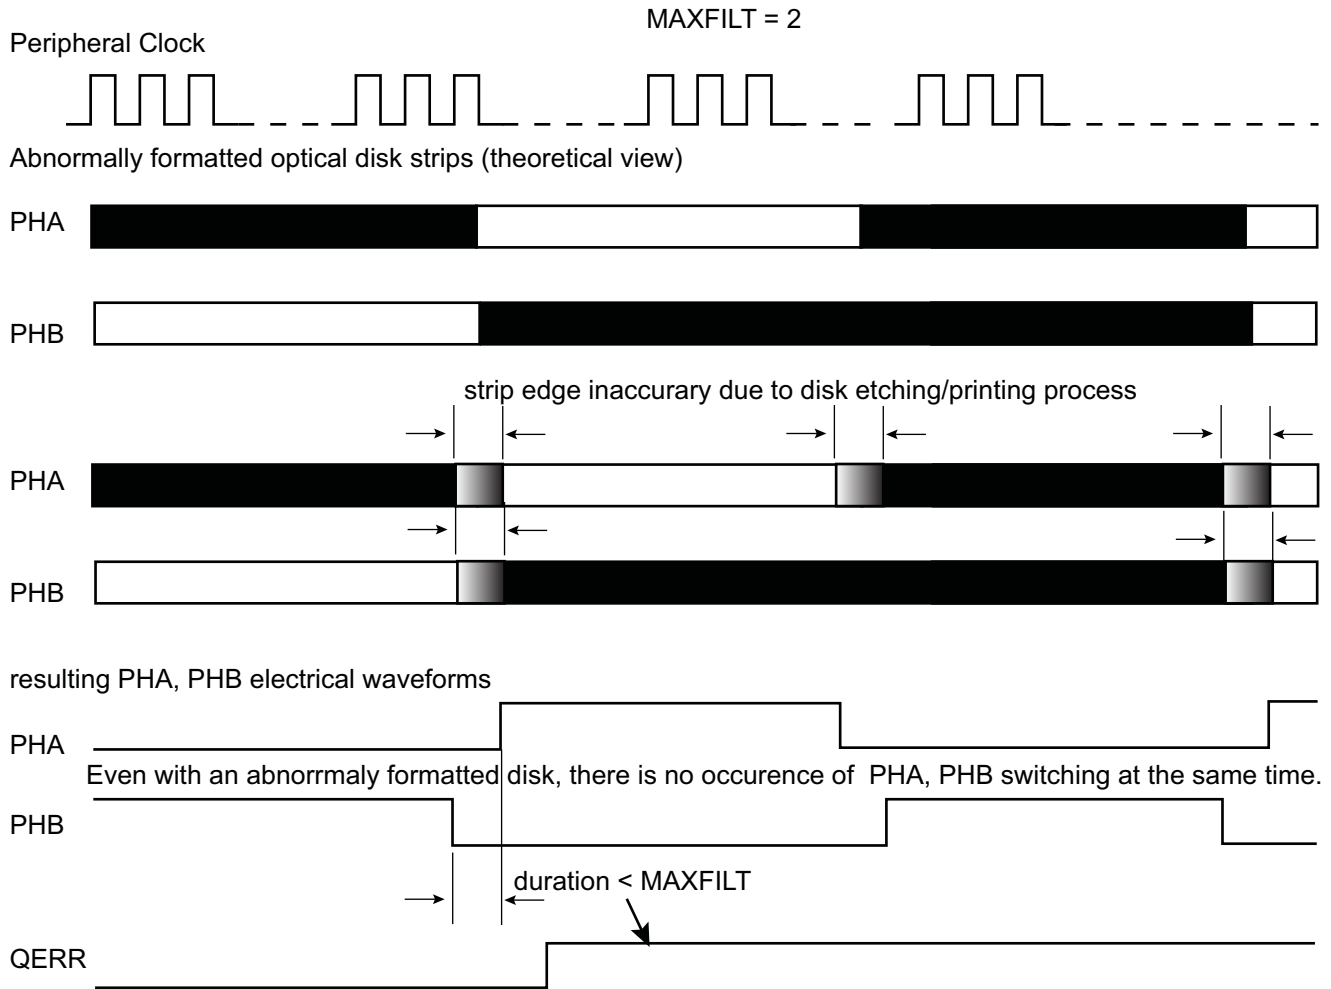 MAXFILT = 2
Peripheral Clock
Abnormally formatted optical disk strips (theoretical view)
PHA
PHB
strip edge inaccurary due to disk etching/printing process
PHA
PHB
resulting PHA, PHB electrical waveforms
PHA
Even with an abnorrmaly formatted disk, there is no occurence of PHA, PHB switching at the same time.
PHB
duration < MAXFILT
QERR